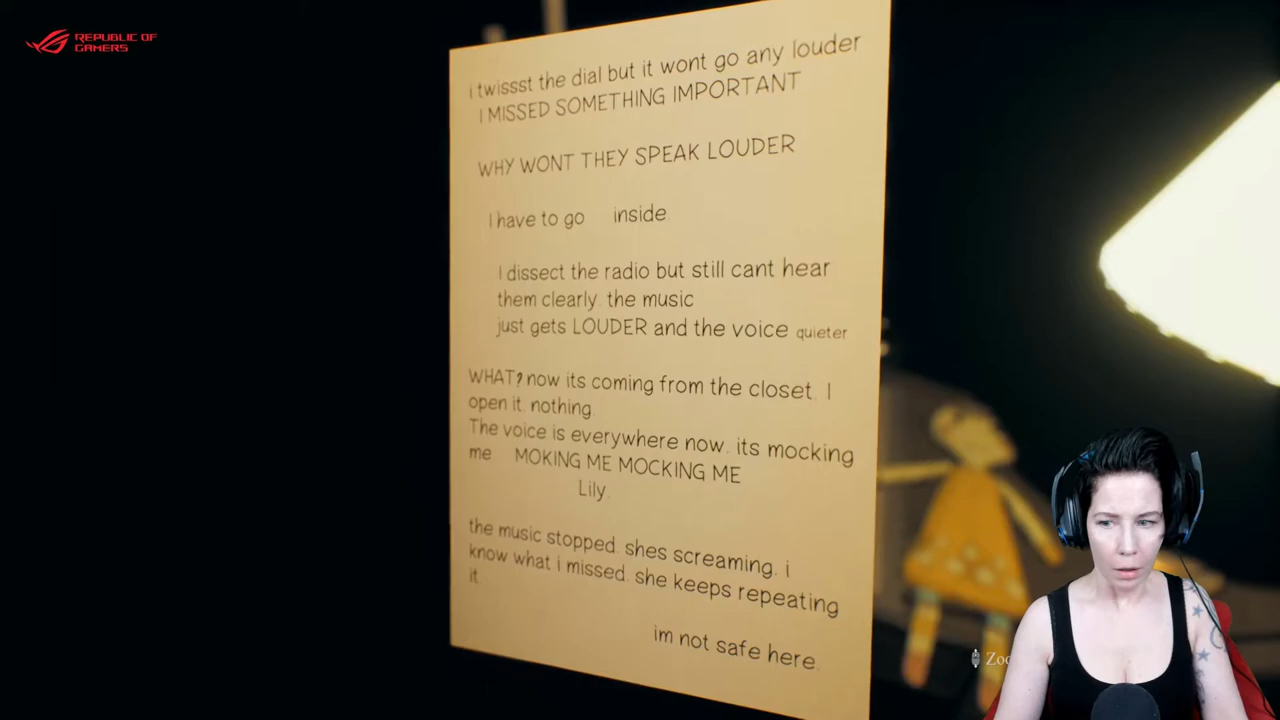 REPUBLIC OF
GAMERS
i twissst the dial but it wont go any louder
I MISSED SOMETHING IMPORTANT
WHY WONT THEY SPEAK LOUDER
I have to go inside.
I dissect the radio but still cant hear
them clearly. the music
just gets LOUDER and the voice quieter
WHAT? now its coming from the closet. I
open it. nothing.
The voice is everywhere now. its mocking
me MOKING ME MOCKING ME
Lily.
the music stopped. shes screaming. i
know what i missed. she keeps repeating
it.
im not safe here.